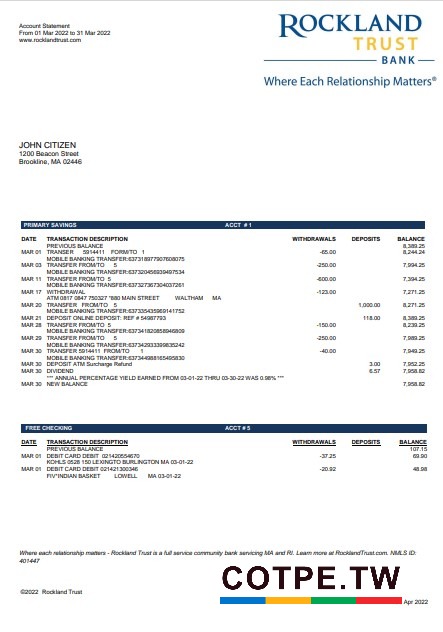 Account Statement
From 01 Mar 2022 to 31 Mar 2022
www.rocklandtrust.com
ROCKLAND
TRUST
BANK
Where Each Relationship Matters®
JOHN CITIZEN
1200 Beacon Street
Brookline, MA 02446
PRIMARY SAVINGS ACCT # 1
DATE TRANSACTION DESCRIPTION WITHDRAWALS DEPOSITS BALANCE
PREVIOUS BALANCE 8,389.25
MAR 01 TRANSER 5914411 FORM/TO 1 -65.00 8,244.24
MOBILE BANKING TRANSFER:637318977907608075
MAR 03 TRANSFER FROM/TO 5 -250.00 7,994.25
MOBILE BANKING TRANSFER:637320456939497534
MAR 11 TRANSFER FROM/TO 5 -600.00 7,394.25
MOBILE BANKING TRANSFER:637327367304037261
MAR 17 WITHDRAWAL -123.00 7,271.25
ATM 0817 0847 750327 *880 MAIN STREET WALTHAM MA
MAR 20 TRANSFER FROM/TO 5 1,000.00 8,271.25
MOBILE BANKING TRANSFER:637335435969141752
MAR 21 DEPOSIT ONLINE DEPOSIT: REF # 54987793 118.00 8,389.25
MAR 28 TRANSFER FROM/TO 5 -150.00 8,239.25
MOBILE BANKING TRANSFER:637341820858946809
MAR 29 TRANSFER FROM/TO 5 -250.00 7,989.25
MOBILE BANKING TRANSFER:637342933399835242
MAR 30 TRANSFER 5914411 FROM/TO 1 -40.00 7,949.25
MOBILE BANKING TRANSFER:637344988165495830
MAR 30 DEPOSIT ATM Surcharge Refund 3.00 7,952.25
MAR 30 DIVIDEND 6.57 7,958.82
*** ANNUAL PERCENTAGE YIELD EARNED FROM 03-01-22 THRU 03-30-22 WAS 0.98% ***
MAR 30 NEW BALANCE 7,958.82
FREE CHECKING ACCT # 5
DATE TRANSACTION DESCRIPTION WITHDRAWALS DEPOSITS BALANCE
PREVIOUS BALANCE 107.15
MAR 01 DEBIT CARD DEBIT 021420554670 -37.25 69.90
KOHLS 0528 150 LEXINGTO BURLINGTON MA 03-01-22
MAR 01 DEBIT CARD DEBIT 021421300346 -20.92 48.98
FIV*INDIAN BASKET LOWELL MA 03-01-22
Where each relationship matters - Rockland Trust is a full service community bank servicing MA and RI. Learn more at RocklandTrust.com. NMLS ID:
401447
COTPE.TW
©2022 Rockland Trust
Apr 2022